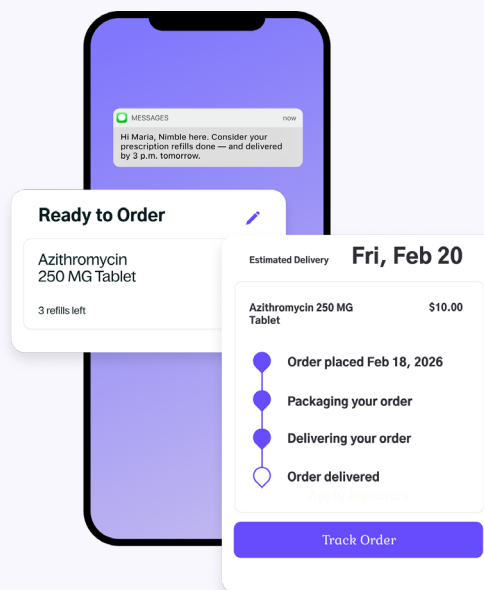 MESSAGES now
Hi Maria, Nimble here. Consider your
prescription refills done — and delivered
by 3 p.m. tomorrow.
Ready to Order
Azithromycin
250 MG Tablet
3 refills left
Estimated Delivery Fri, Feb 20
Azithromycin 250 MG $10.00
Tablet
Order placed Feb 18, 2026
Packaging your order
Delivering your order
Order delivered
Track Order